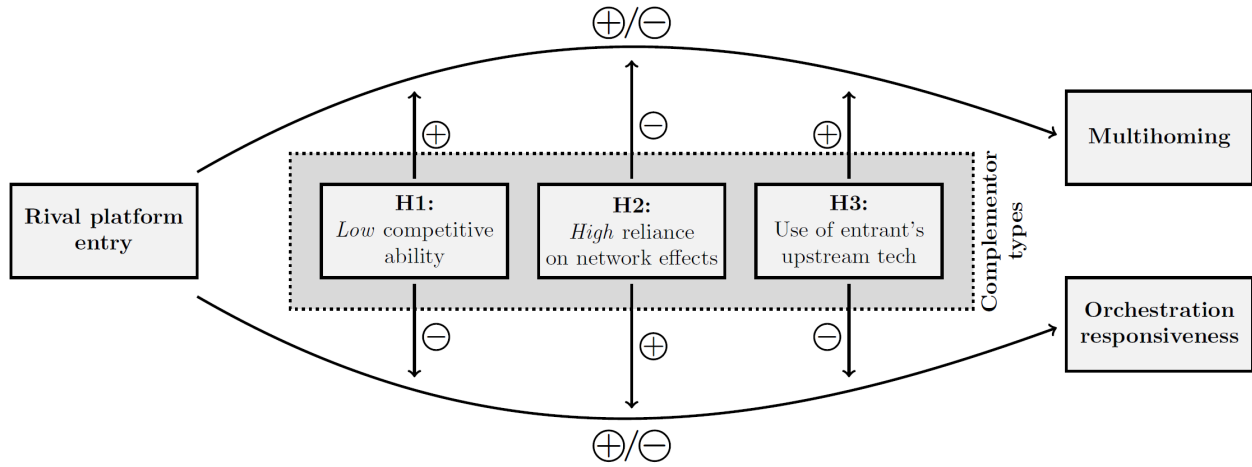 ⊕/⊖
Multihoming
⊕
⊖
⊕
Rival platform
entry
H1:
Low competitive
ability
H2:
High reliance
on network effects
H3:
Use of entrant's
upstream tech
Complementor
types
⊖
⊕
⊖
Orchestration
responsiveness
⊕/⊖